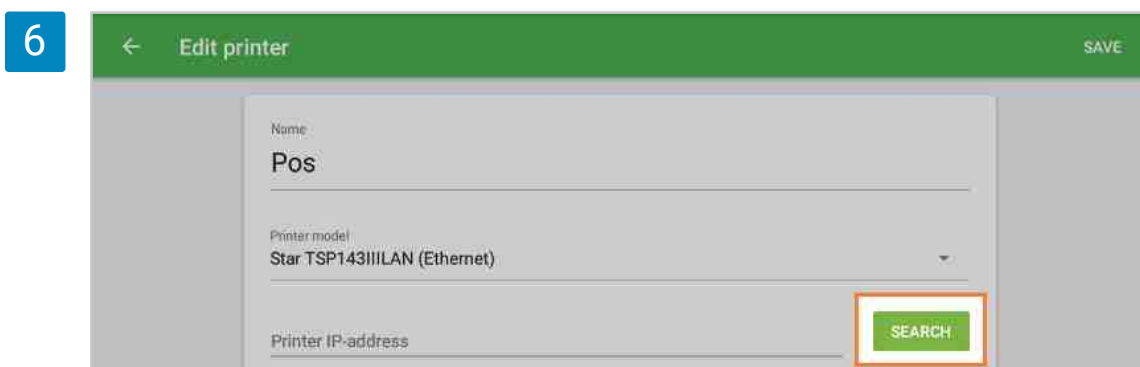 6
Edit printer
SAVE
Name
Pos
Printer model
Star TSP143IIILAN (Ethernet)
Printer IP-address
SEARCH